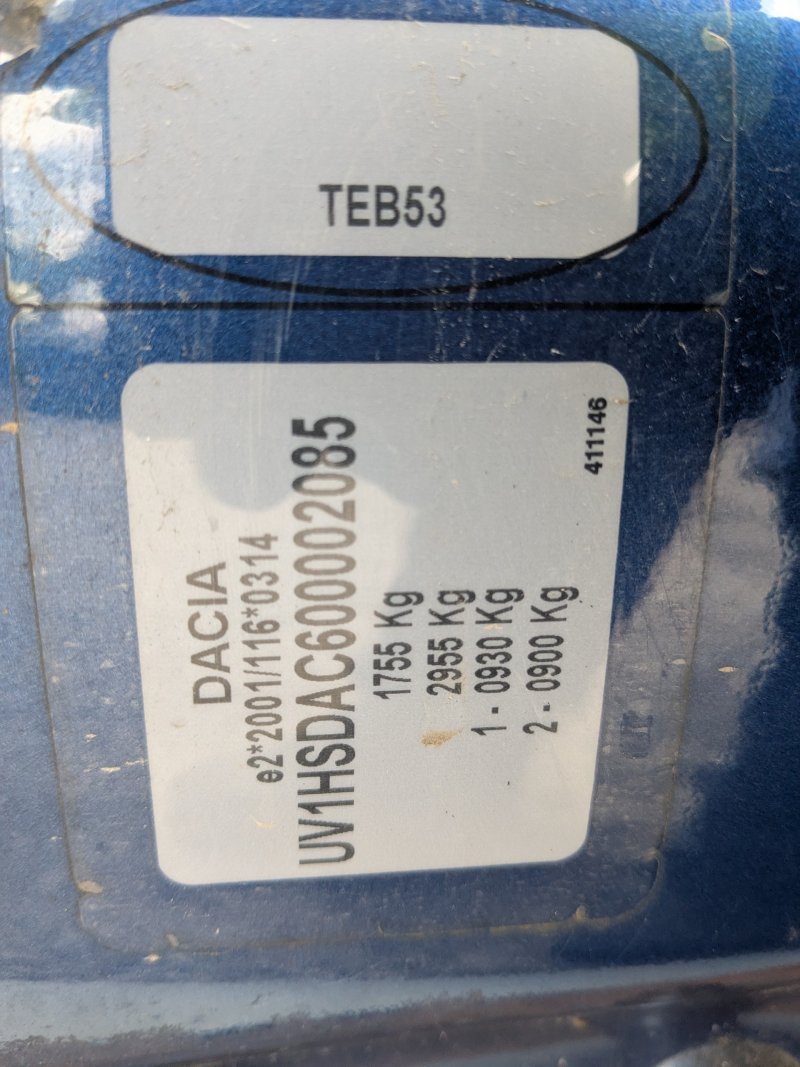 TEB53
DACIA
e2*2001/116*0314
UV1HSDAC600002085
1755 Kg
2955 Kg
1 - 0930 Kg
2 - 0900 Kg
411146